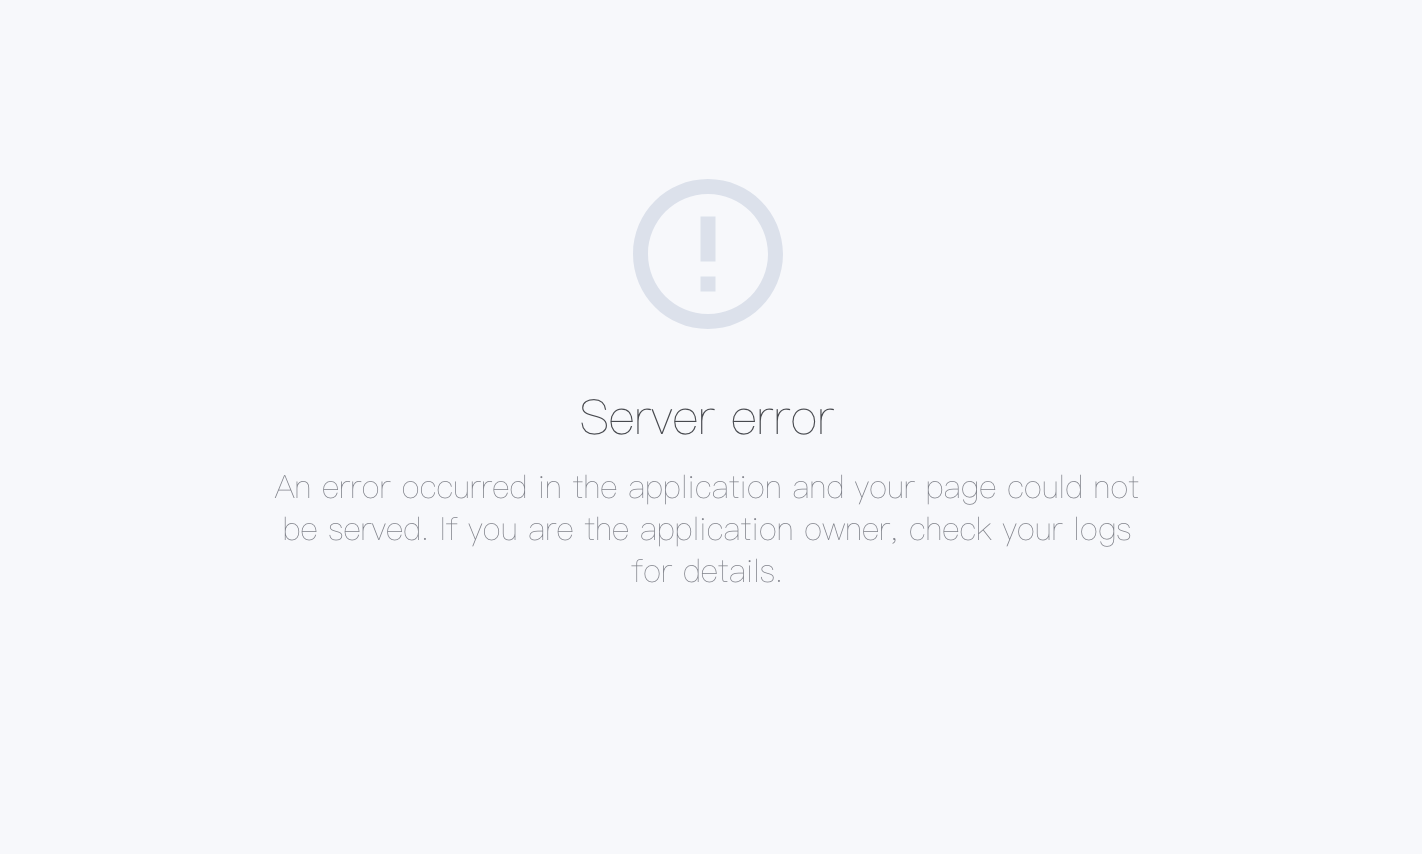 Server error
An error occurred in the application and your page could not
be served. If you are the application owner, check your logs
for details.